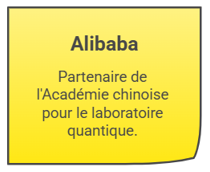 Alibaba
Partenaire de
l'Académie chinoise
pour le laboratoire
quantique.